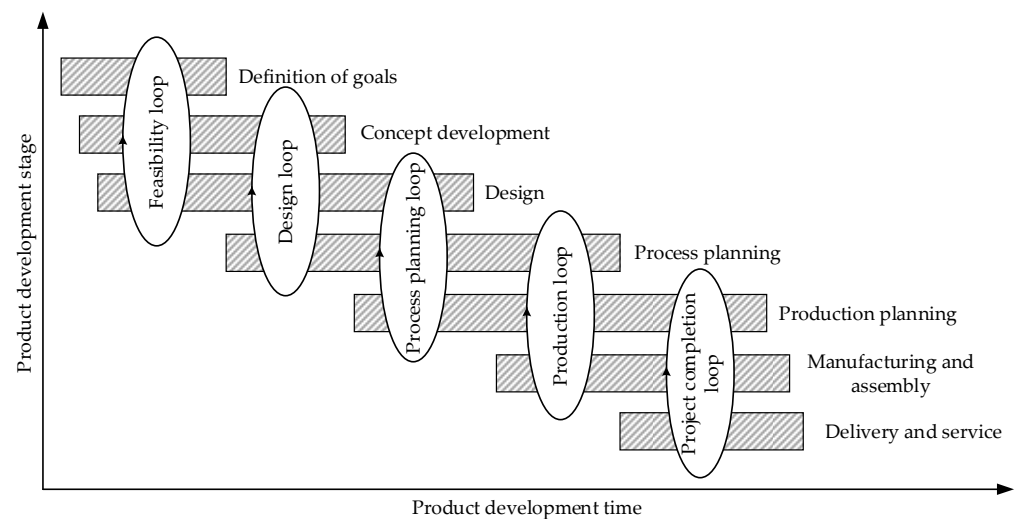 Product development stage
Definition of goals
Feasibility loop
Concept development
Design loop
Design
Process planning loop
Process planning
Production loop
Production planning
Project completion
loop
Manufacturing and
assembly
Delivery and service
Product development time